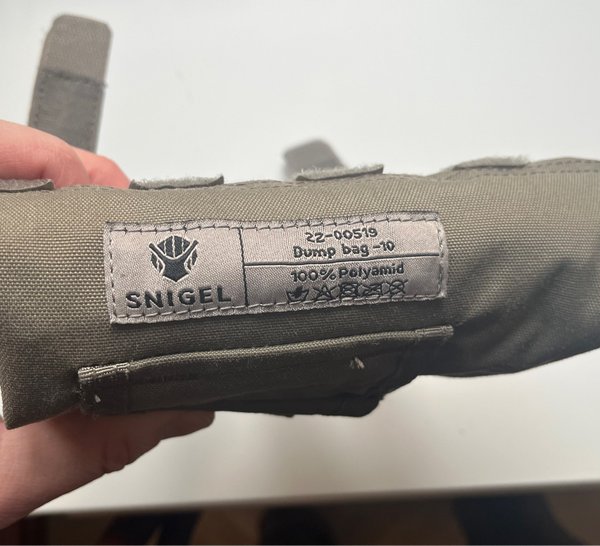 SNIGEL
22-00519
Dump bag -10
100% Polyamid